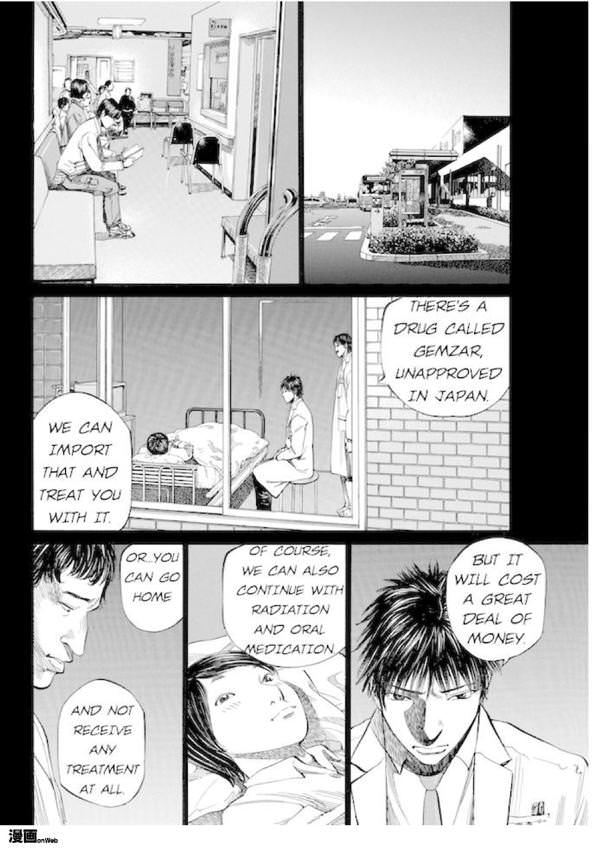 THERE'S A
DRUG CALLED
GEMZAR,
UNAPPROVED
IN JAPAN.
WE CAN
IMPORT
THAT AND
TREAT YOU
WITH IT.
BUT IT
WILL COST
A GREAT
DEAL OF
MONEY.
OF COURSE,
WE CAN ALSO
CONTINUE WITH
RADIATION
AND ORAL
MEDICATION
OR...YOU
CAN GO
HOME
AND NOT
RECEIVE
ANY
TREATMENT
AT ALL.
漫画onWeb